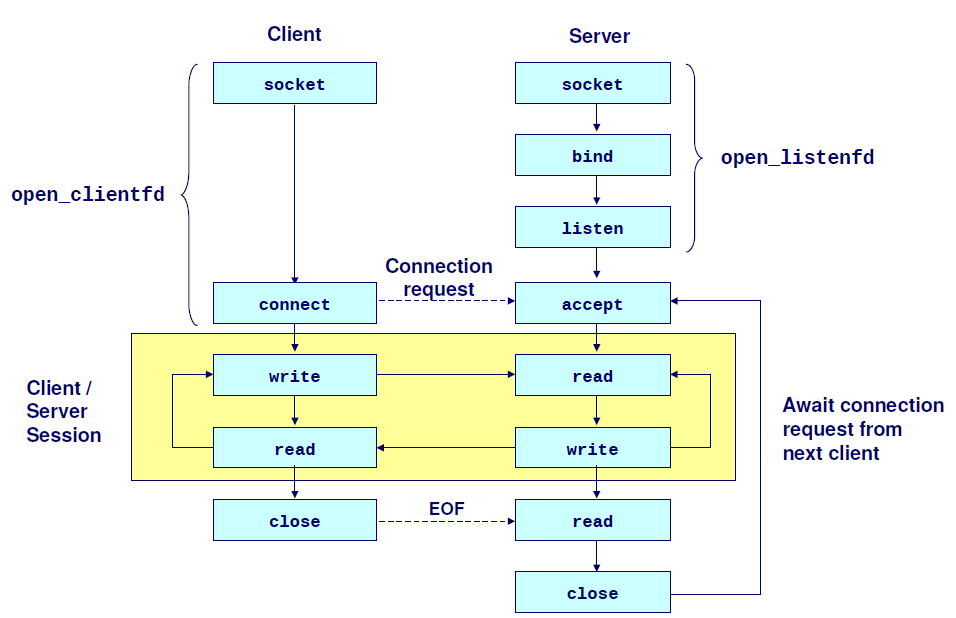 Client
Server
socket
socket
bind
open_listenfd
open_clientfd
listen
Connection
request
connect
accept
write
read
Client /
Server
Session
Await connection
request from
next client
read
write
close
EOF
read
close